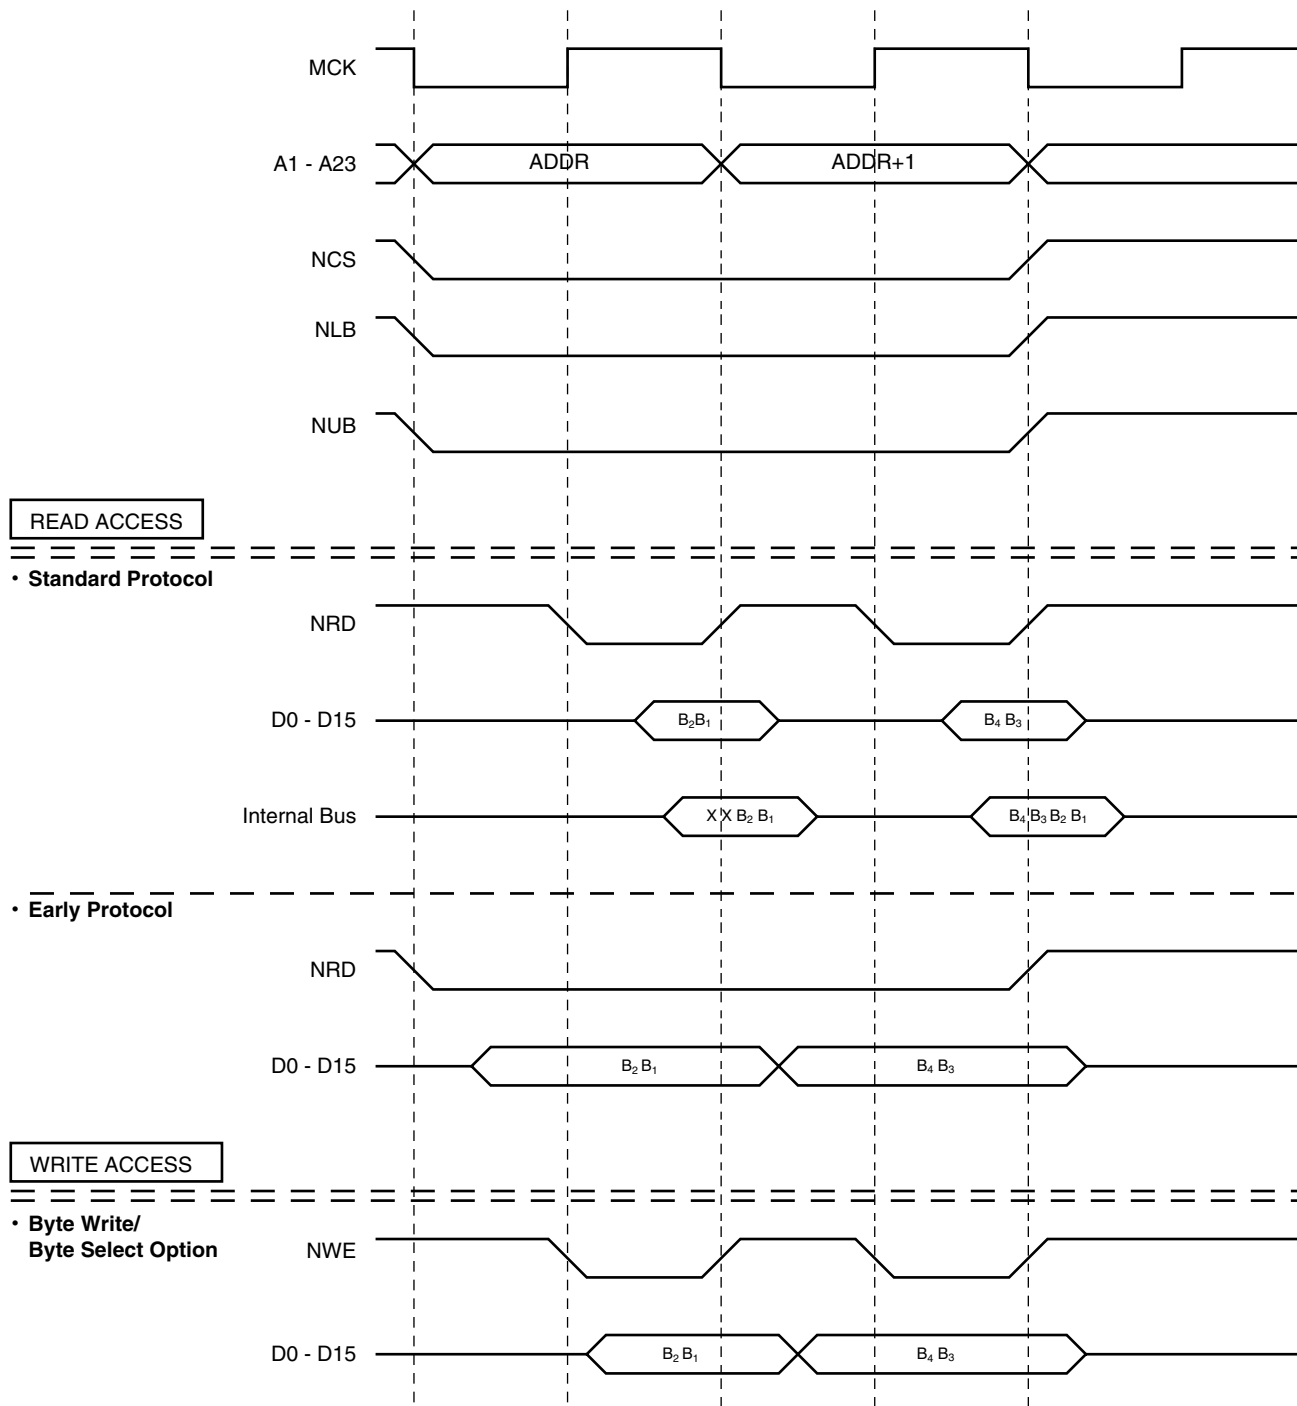 MCK
A1 - A23 ADDR ADDR+1
NCS
NLB
NUB
READ ACCESS
• Standard Protocol
NRD
D0 - D15 B₂B₁ B₄ B₃
Internal Bus X X B₂ B₁ B₄ B₃ B₂ B₁
• Early Protocol
NRD
D0 - D15 B₂ B₁ B₄ B₃
WRITE ACCESS
• Byte Write/
Byte Select Option NWE
D0 - D15 B₂ B₁ B₄ B₃